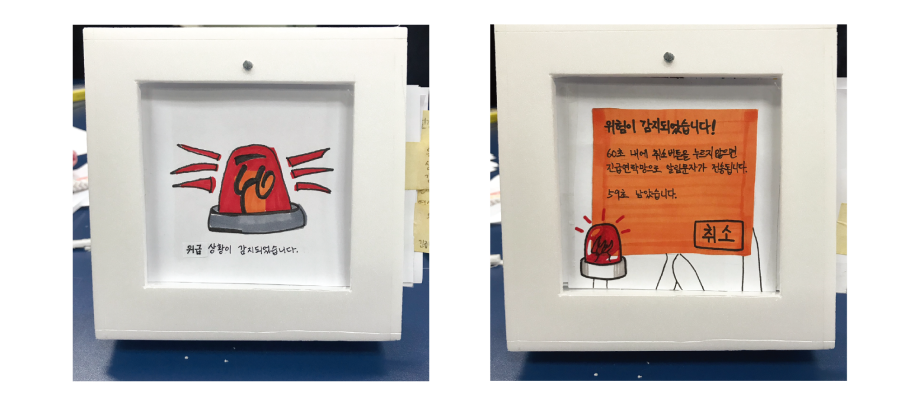 60
위급 상황이 감지되었습니다.
위험이 감지되었습니다!
60초 내에 취소버튼을 누르지 않으면
긴급연락망으로 알림문자가 전송됩니다.
59초 남았습니다.
취소